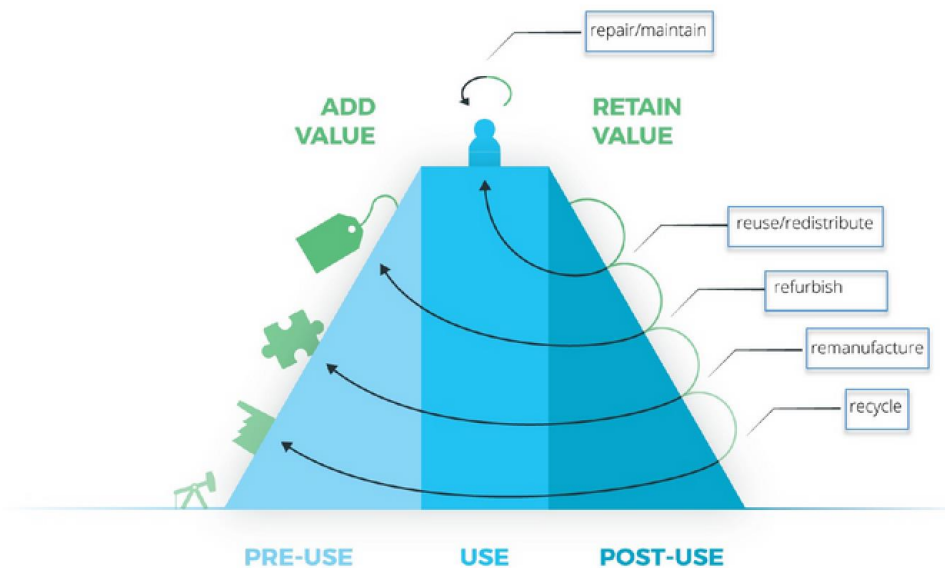 repair/maintain
ADD
VALUE
RETAIN
VALUE
reuse/redistribute
refurbish
remanufacture
recycle
PRE-USE
USE
POST-USE